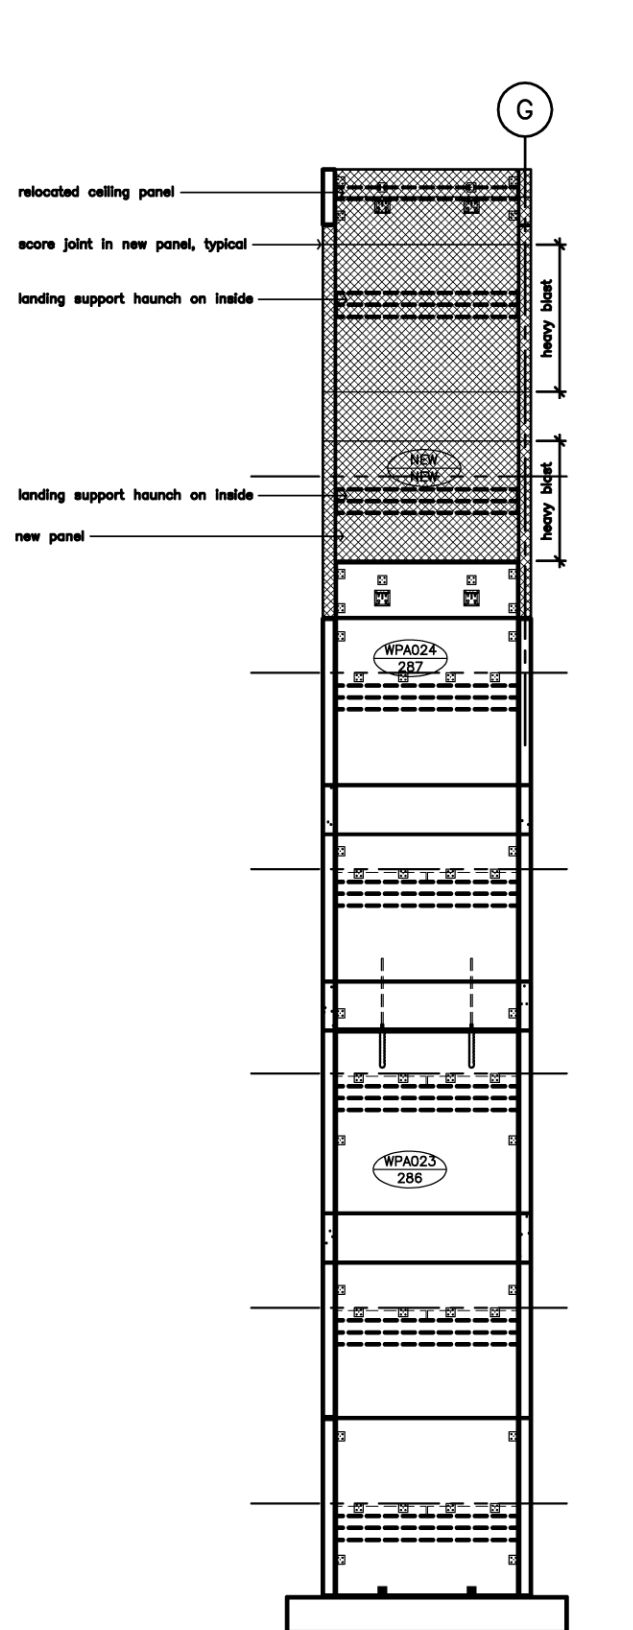 G
relocated ceiling panel
score joint in new panel, typical
landing support haunch on inside
heavy blast
NEW
NEW
heavy blast
landing support haunch on inside
new panel
WPA024
287
WPA023
286